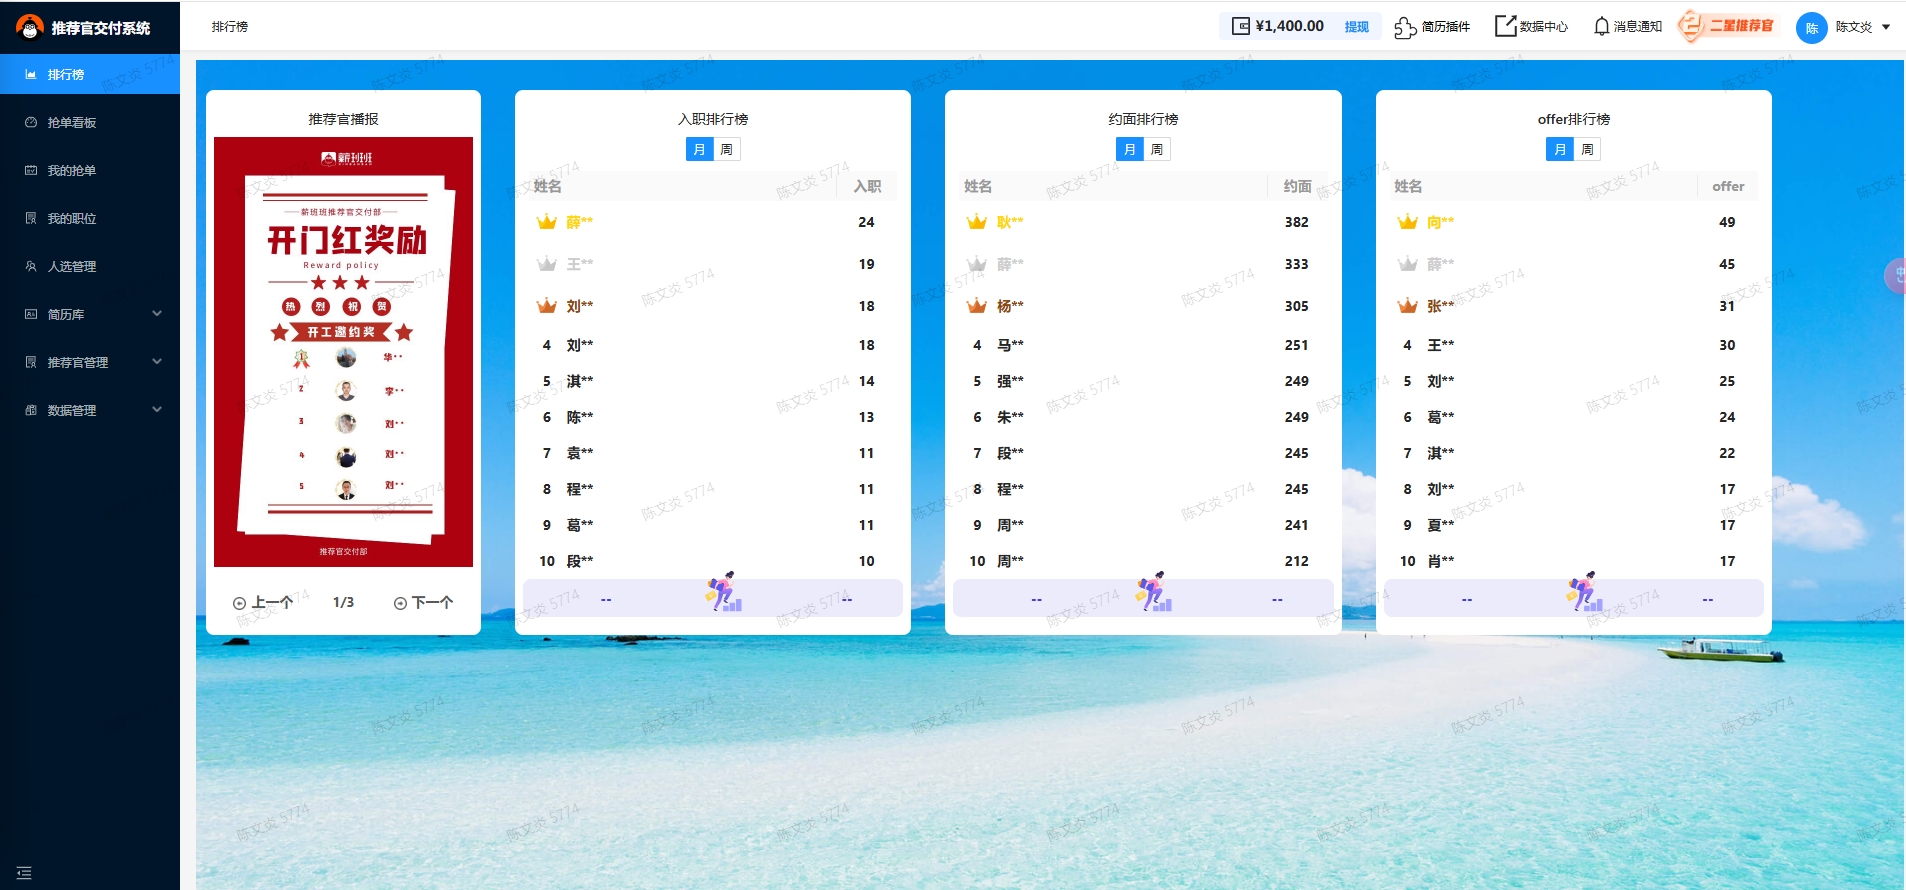 推荐官交付系统
排行榜
¥1,400.00
提现
简历插件
数据中心
消息通知
二星推荐官
陈
陈文炎
排行榜
抢单看板
我的抢单
我的职位
人选管理
简历库
推荐官管理
数据管理
推荐官播报
薪班班
薪班班推荐官交付部
开门红奖励
Reward policy
热 烈 祝 贺
开工邀约奖
1 华**
2 李**
3 刘**
4 刘**
5 刘**
推荐官交付部
上一个 1/3 下一个
入职排行榜
月 周
姓名 入职
薛** 24
王** 19
刘** 18
4 刘** 18
5 淇** 14
6 陈** 13
7 袁** 11
8 程** 11
9 葛** 11
10 段** 10
-- --
约面排行榜
月 周
姓名 约面
耿** 382
薛** 333
杨** 305
4 马** 251
5 强** 249
6 朱** 249
7 段** 245
8 程** 245
9 周** 241
10 周** 212
-- --
offer排行榜
月 周
姓名 offer
向** 49
薛** 45
张** 31
4 王** 30
5 刘** 25
6 葛** 24
7 淇** 22
8 刘** 17
9 夏** 17
10 肖** 17
-- --
陈文炎 5774